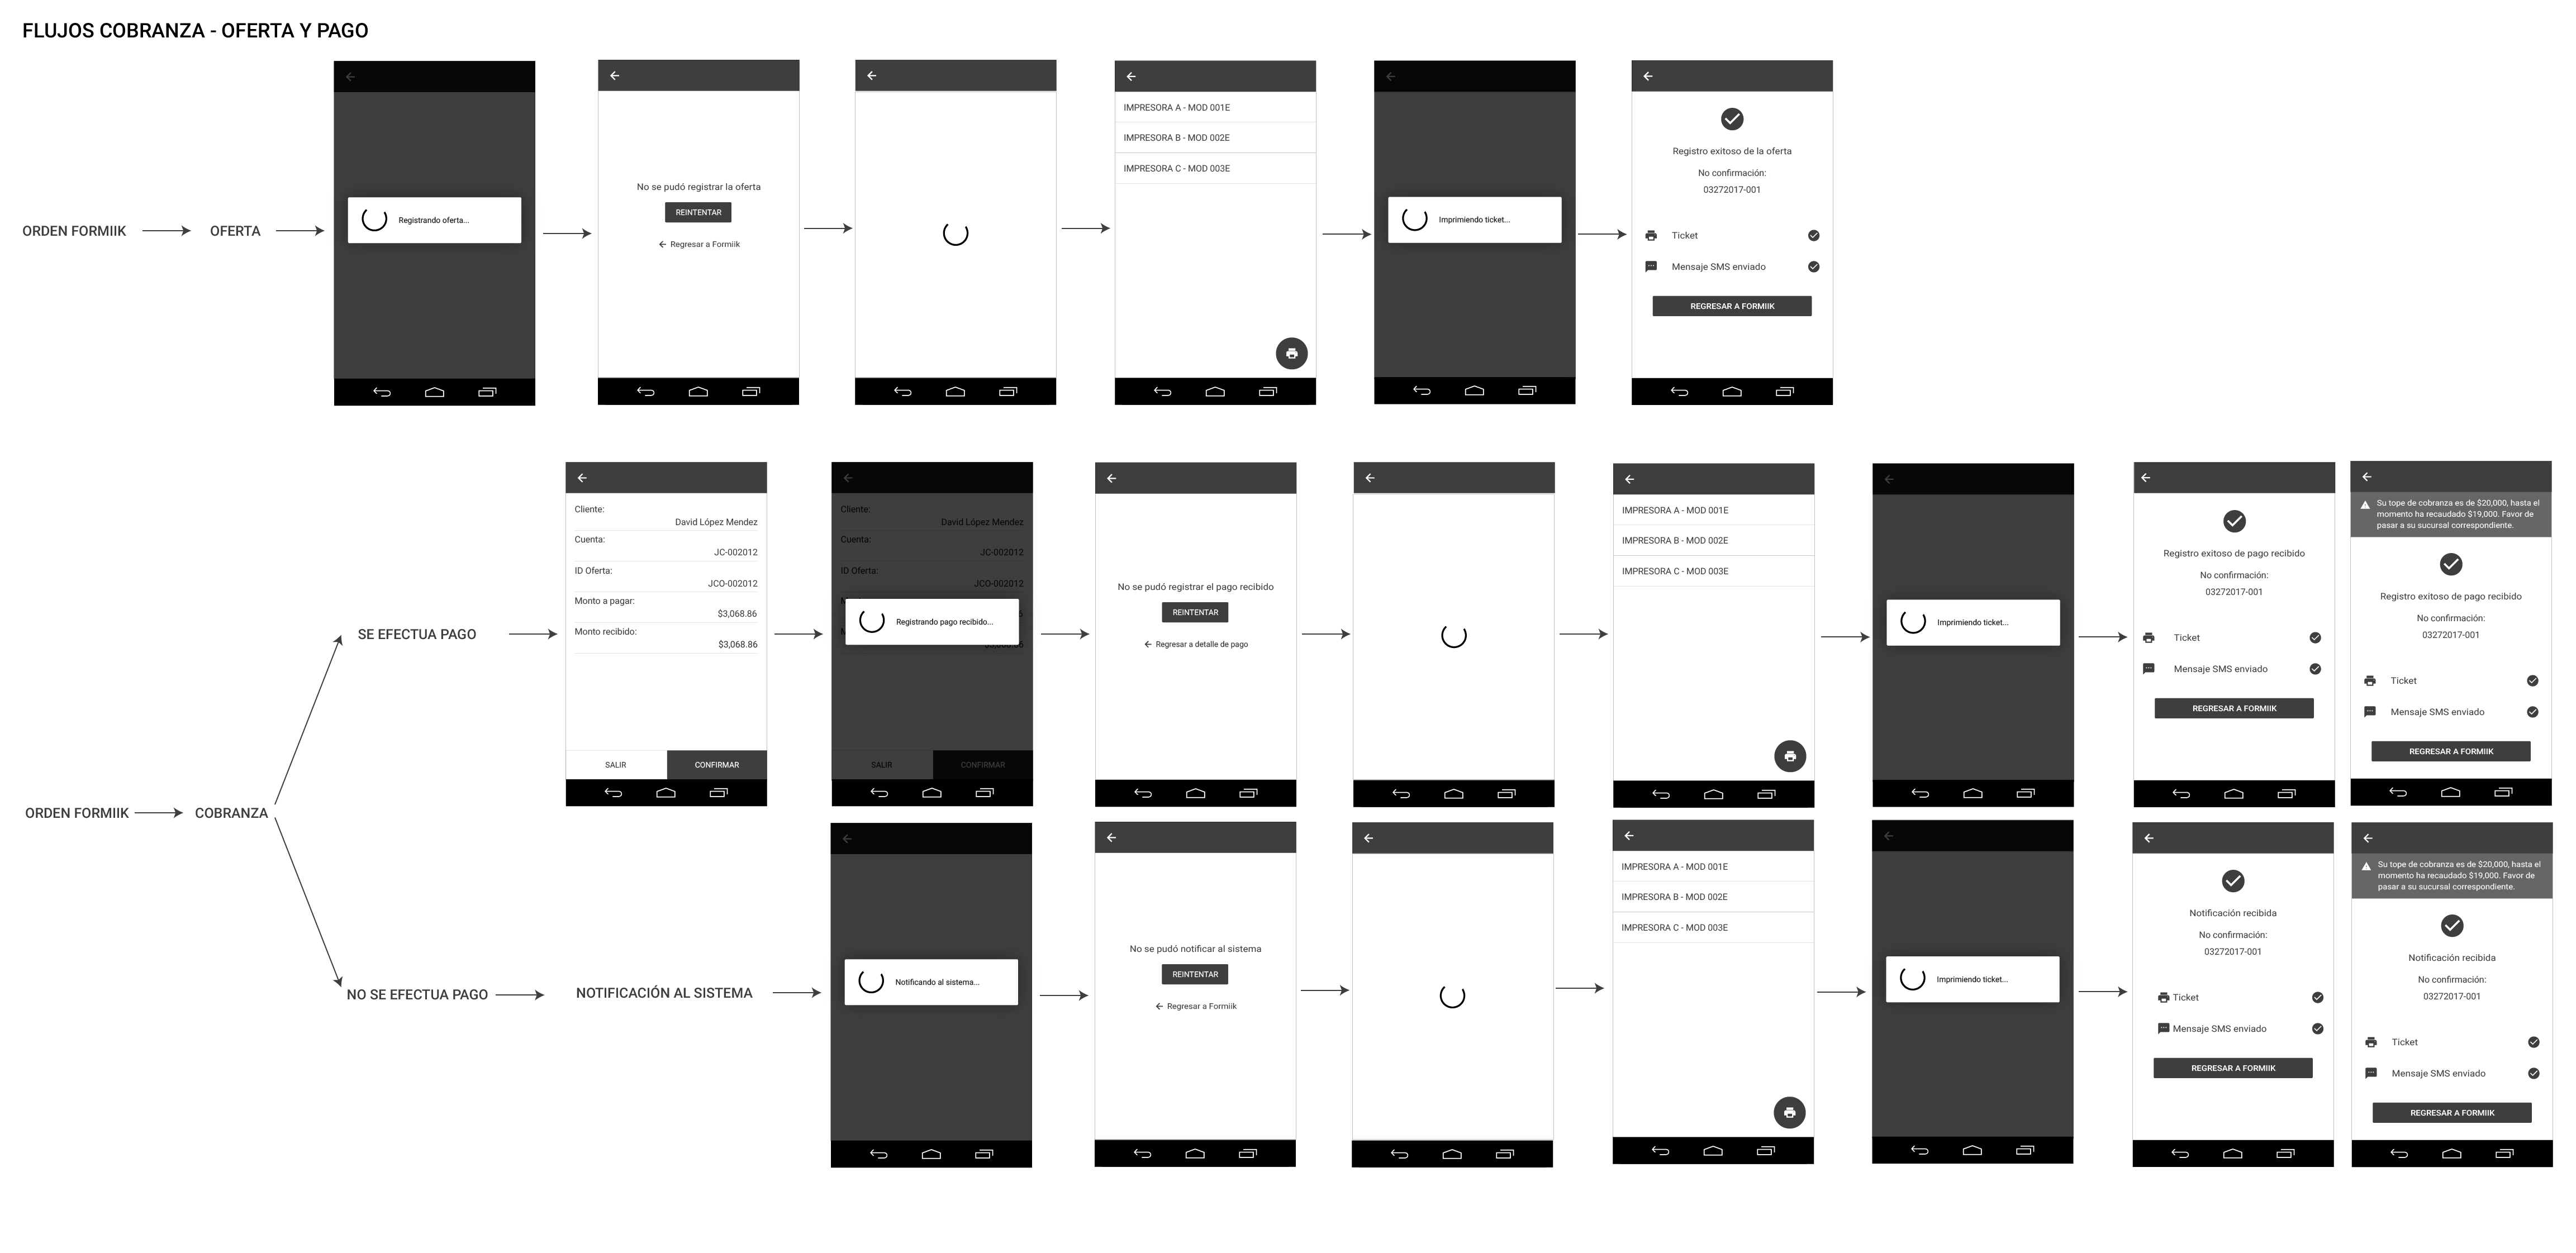 FLUJOS COBRANZA - OFERTA Y PAGO
ORDEN FORMIIK
OFERTA
Registrando oferta...
No se pudó registrar la oferta
REINTENTAR
Regresar a Formiik
IMPRESORA A - MOD 001E
IMPRESORA B - MOD 002E
IMPRESORA C - MOD 003E
Imprimiendo ticket...
Registro exitoso de la oferta
No confirmación:
03272017-001
Ticket
Mensaje SMS enviado
REGRESAR A FORMIIK
ORDEN FORMIIK
COBRANZA
SE EFECTUA PAGO
Cliente:
David López Mendez
Cuenta:
JC-002012
ID Oferta:
JCO-002012
Monto a pagar:
$3,068.86
Monto recibido:
$3,068.86
SALIR
CONFIRMAR
Cliente:
David López Mendez
Cuenta:
JC-002012
ID Oferta:
JCO-002012
Registrando pago recibido...
SALIR
CONFIRMAR
No se pudó registrar el pago recibido
REINTENTAR
Regresar a detalle de pago
IMPRESORA A - MOD 001E
IMPRESORA B - MOD 002E
IMPRESORA C - MOD 003E
Imprimiendo ticket...
Registro exitoso de pago recibido
No confirmación:
03272017-001
Ticket
Mensaje SMS enviado
REGRESAR A FORMIIK
Su tope de cobranza es de $20,000, hasta el
momento ha recaudado $19,000. Favor de
pasar a su sucursal correspondiente.
Registro exitoso de pago recibido
No confirmación:
03272017-001
Ticket
Mensaje SMS enviado
REGRESAR A FORMIIK
NO SE EFECTUA PAGO
NOTIFICACIÓN AL SISTEMA
Notificando al sistema...
No se pudó notificar al sistema
REINTENTAR
Regresar a Formiik
IMPRESORA A - MOD 001E
IMPRESORA B - MOD 002E
IMPRESORA C - MOD 003E
Imprimiendo ticket...
Notificación recibida
No confirmación:
03272017-001
Ticket
Mensaje SMS enviado
REGRESAR A FORMIIK
Su tope de cobranza es de $20,000, hasta el
momento ha recaudado $19,000. Favor de
pasar a su sucursal correspondiente.
Notificación recibida
No confirmación:
03272017-001
Ticket
Mensaje SMS enviado
REGRESAR A FORMIIK